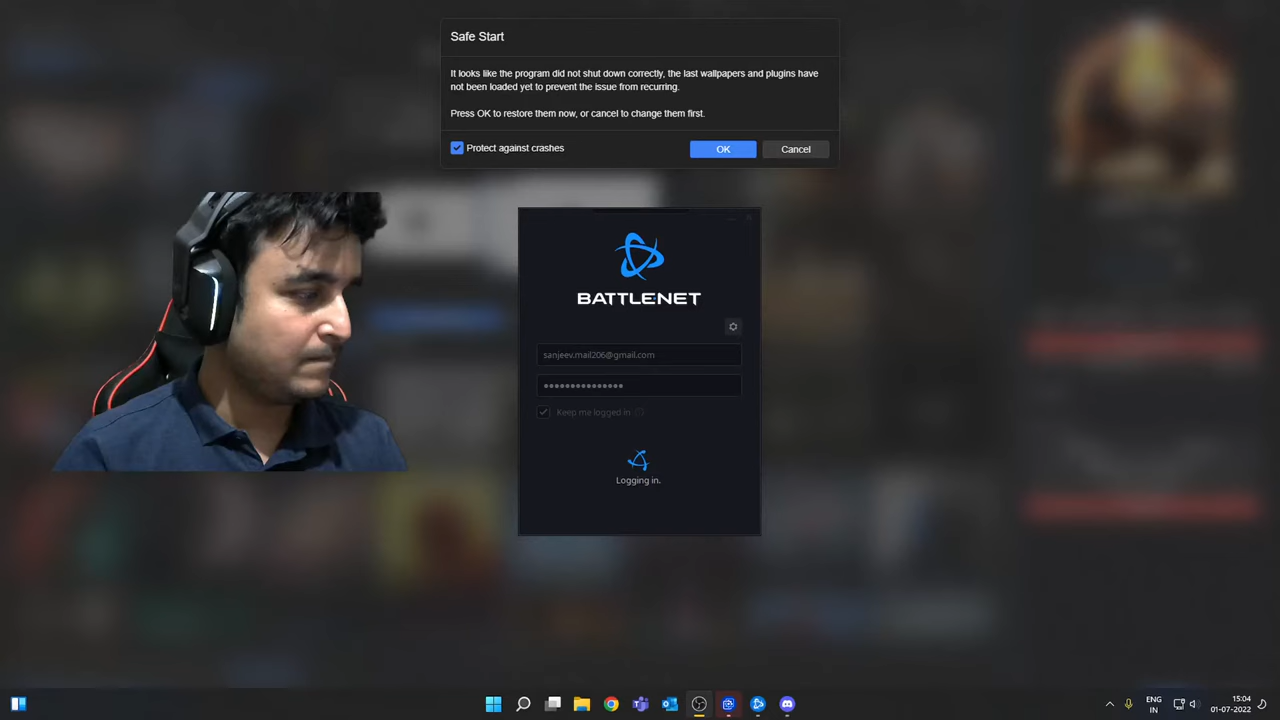 Safe Start
It looks like the program did not shut down correctly, the last wallpapers and plugins have
not been loaded yet to prevent the issue from recurring.
Press OK to restore them now, or cancel to change them first.
Protect against crashes
OK
Cancel
BATTLE.NET
sanjeev.mail206@gmail.com
Keep me logged in
Logging in.
ENG
IN
15:04
01-07-2022